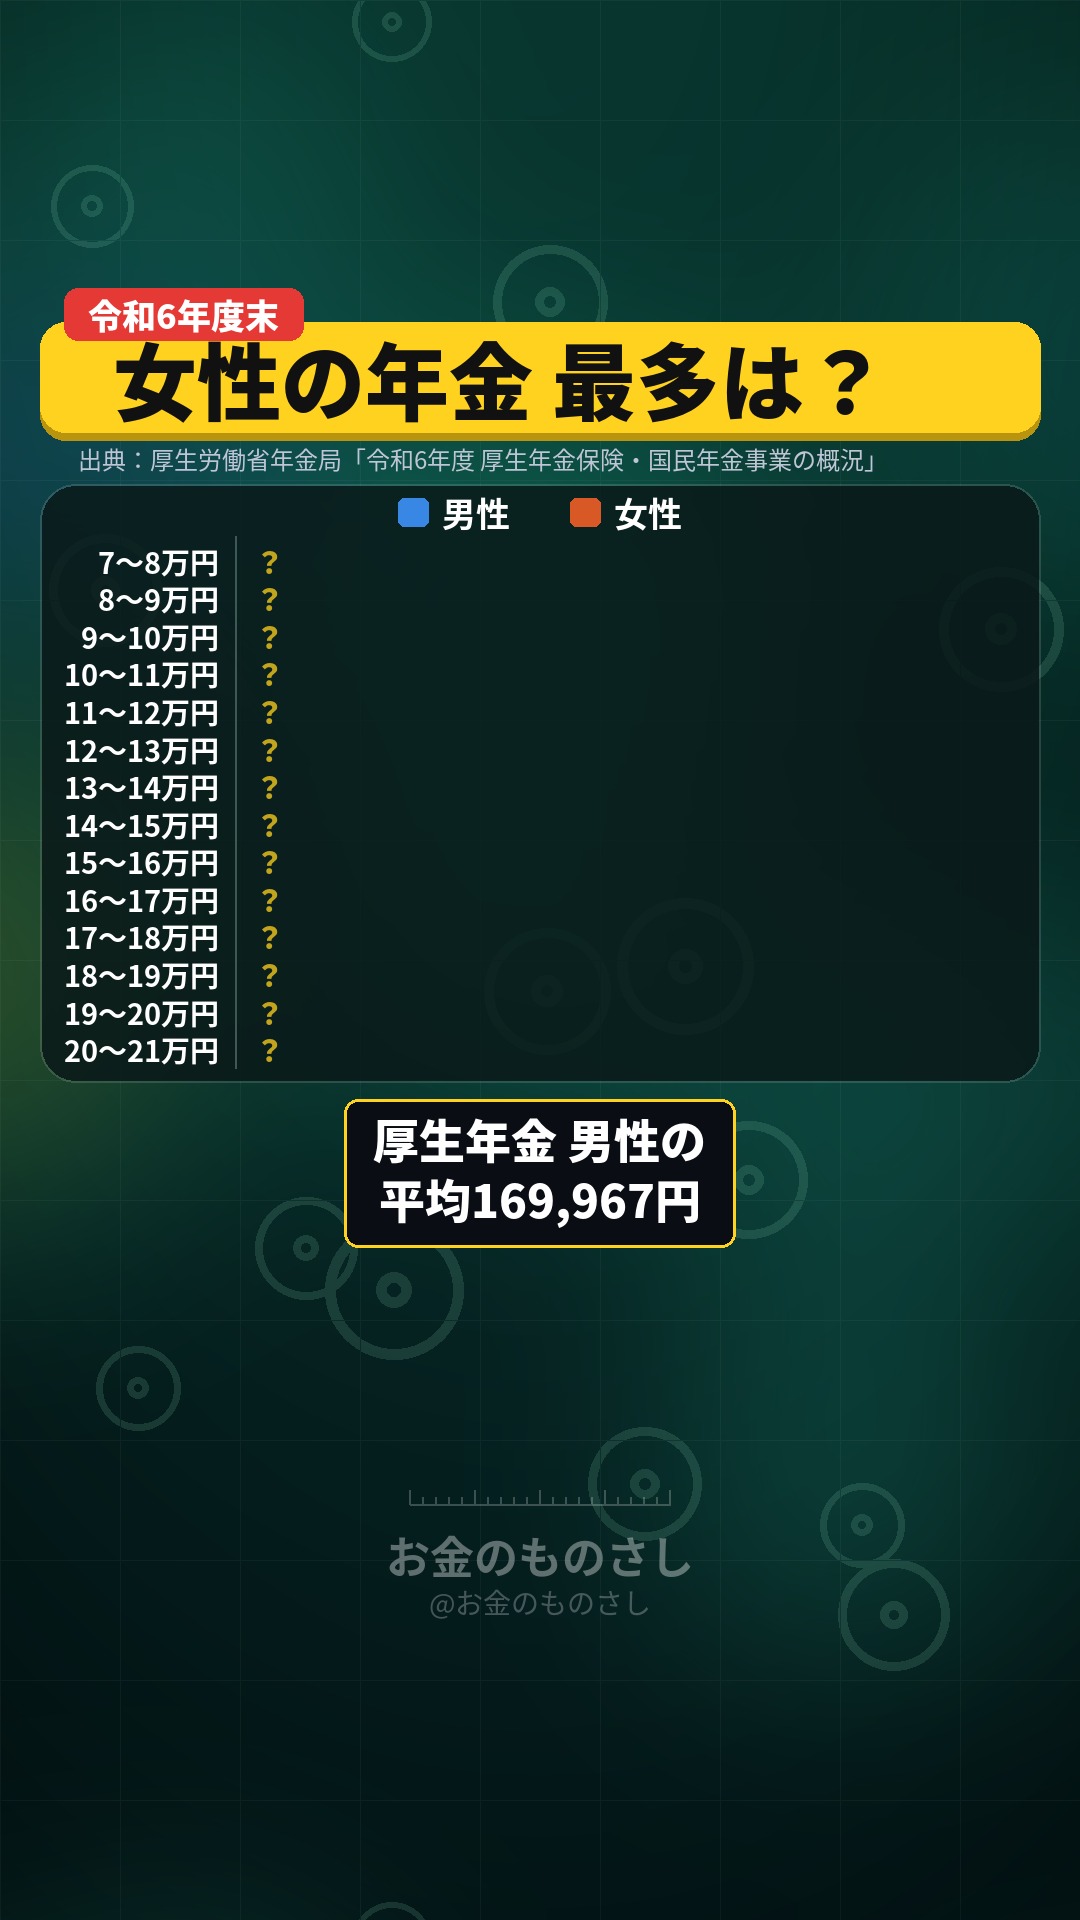 令和6年度末
女性の年金 最多は？
出典：厚生労働省年金局「令和6年度 厚生年金保険・国民年金事業の概況」
男性 女性
7〜8万円 ？
8〜9万円 ？
9〜10万円 ？
10〜11万円 ？
11〜12万円 ？
12〜13万円 ？
13〜14万円 ？
14〜15万円 ？
15〜16万円 ？
16〜17万円 ？
17〜18万円 ？
18〜19万円 ？
19〜20万円 ？
20〜21万円 ？
厚生年金 男性の
平均169,967円
お金のものさし
@お金のものさし